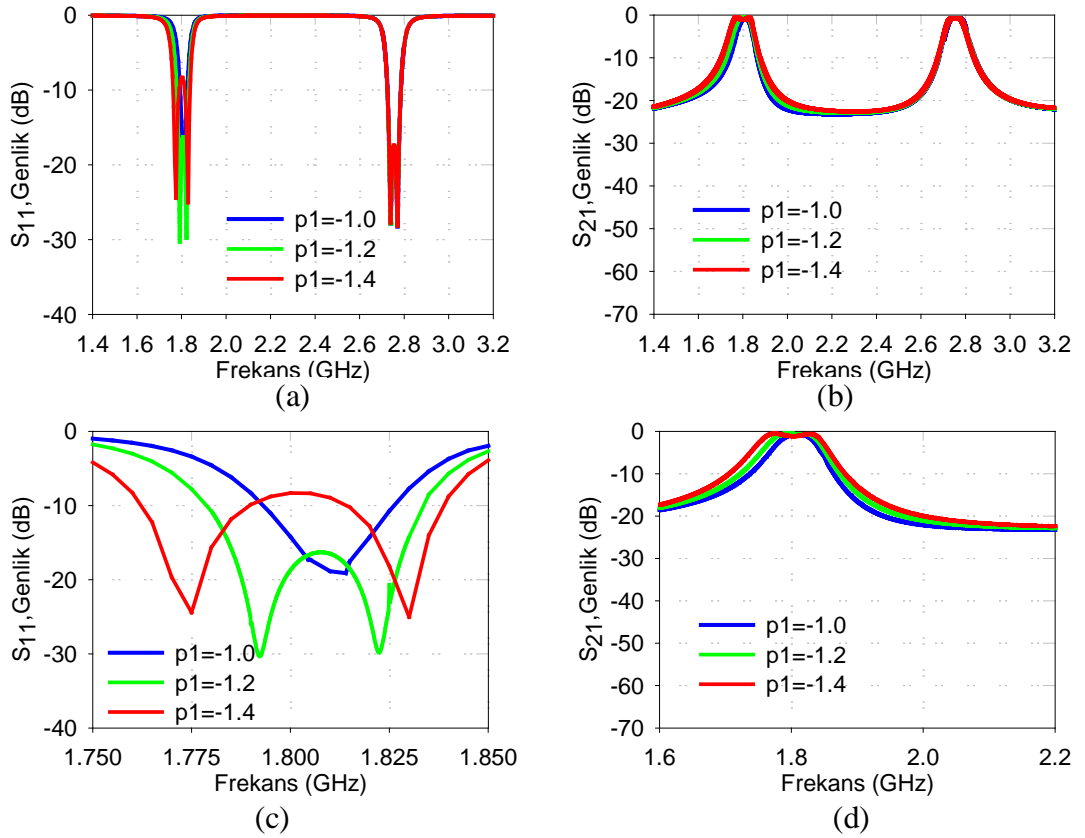 0
-10
-20
-30
-40
S11,Genlik (dB)
p1=-1.0
p1=-1.2
p1=-1.4
1.4 1.6 1.8 2.0 2.2 2.4 2.6 2.8 3.0 3.2
Frekans (GHz)
(a)
0
-10
-20
-30
-40
-50
-60
-70
S21,Genlik (dB)
p1=-1.0
p1=-1.2
p1=-1.4
1.4 1.6 1.8 2.0 2.2 2.4 2.6 2.8 3.0 3.2
Frekans (GHz)
(b)
0
-10
-20
-30
-40
S11,Genlik (dB)
p1=-1.0
p1=-1.2
p1=-1.4
1.750 1.775 1.800 1.825 1.850
Frekans (GHz)
(c)
0
-10
-20
-30
-40
-50
-60
-70
S21,Genlik (dB)
p1=-1.0
p1=-1.2
p1=-1.4
1.6 1.8 2.0 2.2
Frekans (GHz)
(d)